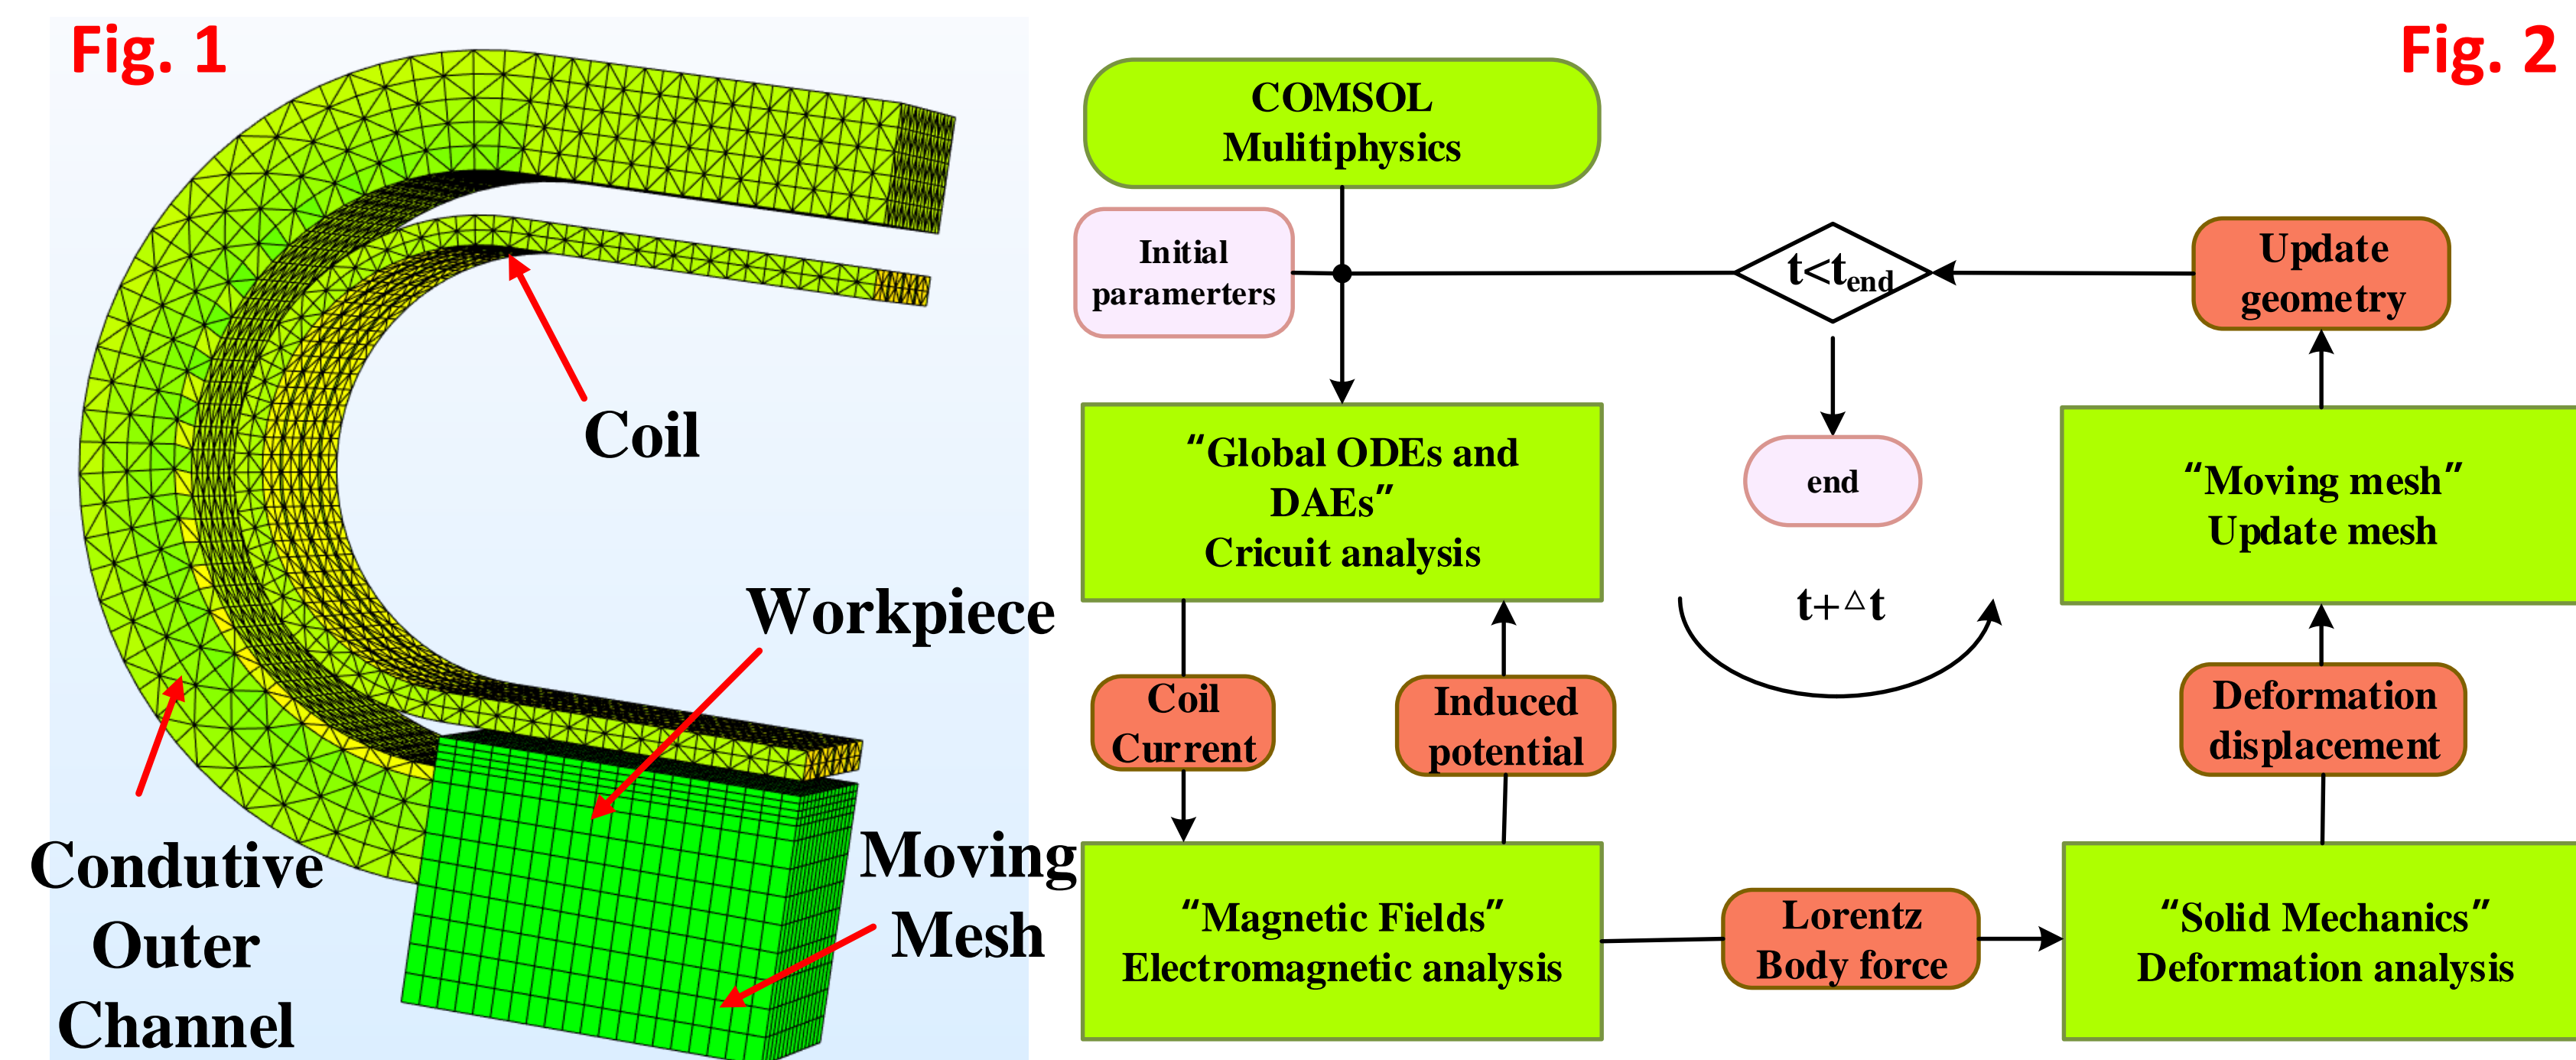 Fig. 1
Coil
Workpiece
Condutive
Outer
Channel
Moving
Mesh
Fig. 2
COMSOL
Mulitiphysics
Initial
paramerters
t<tend
Update
geometry
“Global ODEs and
DAEs”
Cricuit analysis
end
“Moving mesh”
Update mesh
t+△t
Coil
Current
Induced
potential
Deformation
displacement
“Magnetic Fields”
Electromagnetic analysis
Lorentz
Body force
“Solid Mechanics”
Deformation analysis